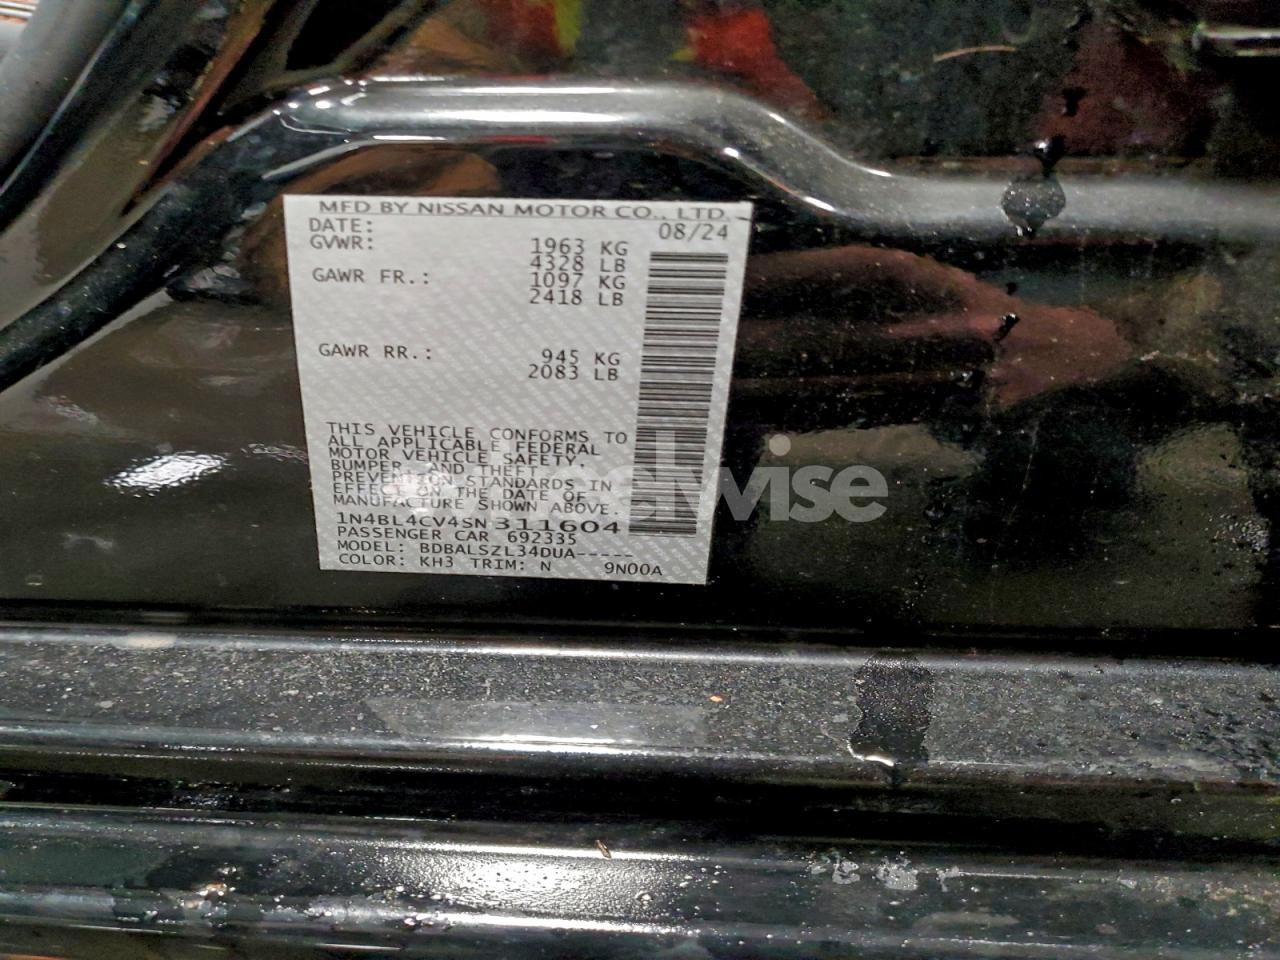 MFD BY NISSAN MOTOR CO., LTD.
DATE: 08/24
GVWR: 1963 KG
4328 LB
GAWR FR.: 1097 KG
2418 LB
GAWR RR.: 945 KG
2083 LB
THIS VEHICLE CONFORMS TO
ALL APPLICABLE FEDERAL
MOTOR VEHICLE SAFETY,
BUMPER, AND THEFT
PREVENTION STANDARDS IN
EFFECT ON THE DATE OF
MANUFACTURE SHOWN ABOVE.
1N4BL4CV4SN311604
PASSENGER CAR 692335
MODEL: BDBALSZL34DUA-----
COLOR: KH3 TRIM: N 9N00A